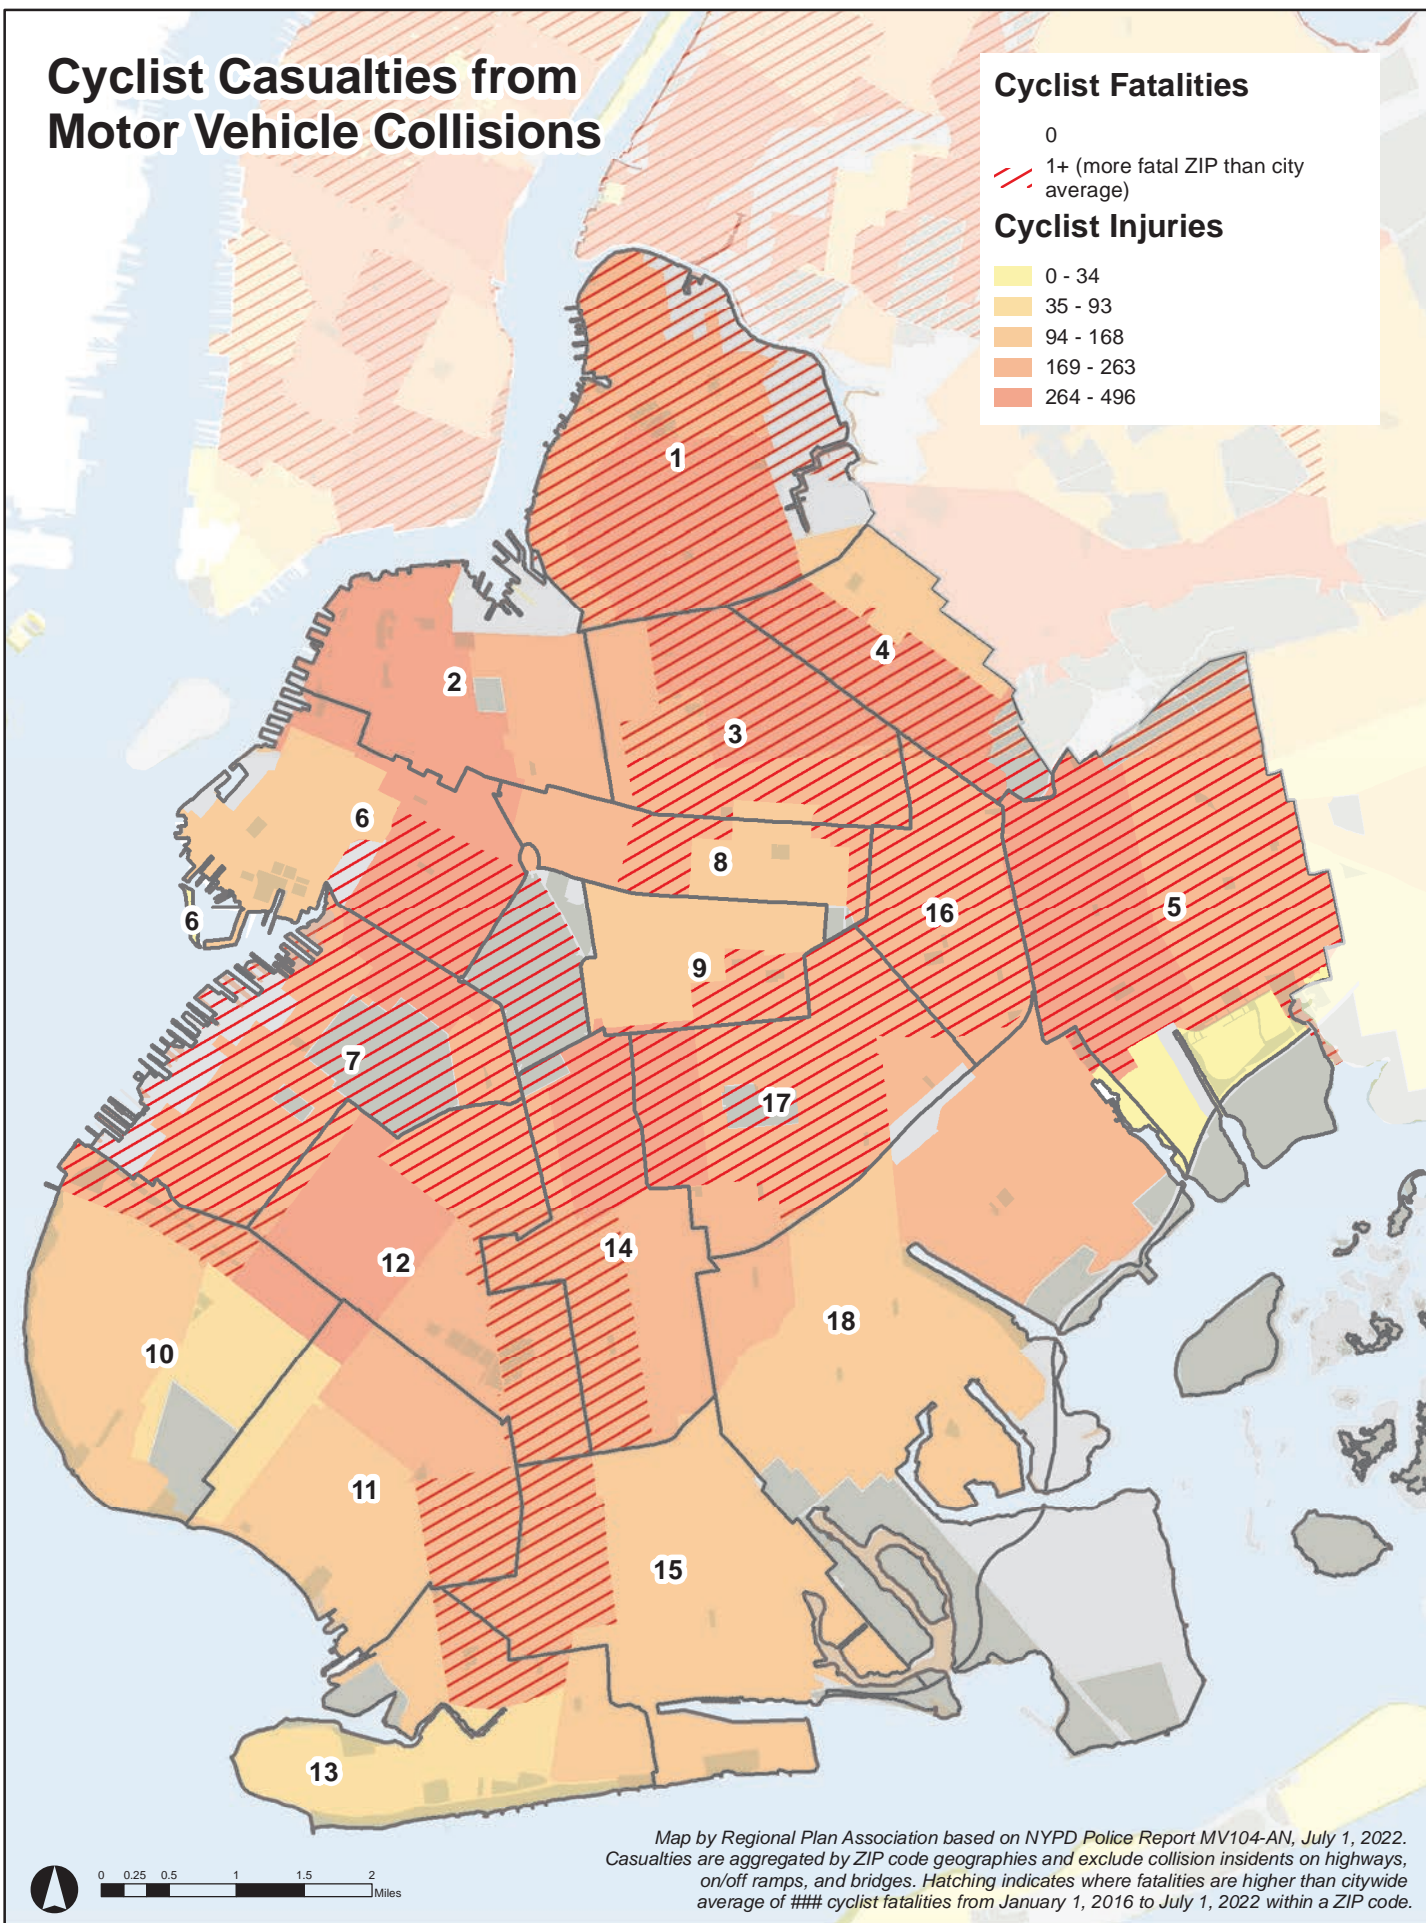 Cyclist Casualties from
Motor Vehicle Collisions
Cyclist Fatalities
0
1+ (more fatal ZIP than city
average)
Cyclist Injuries
0 - 34
35 - 93
94 - 168
169 - 263
264 - 496
1
2
4
3
6
8
6
5
16
9
7
17
12
14
18
10
11
15
13
Map by Regional Plan Association based on NYPD Police Report MV104-AN, July 1, 2022.
Casualties are aggregated by ZIP code geographies and exclude collision incidents on highways,
on/off ramps, and bridges. Hatching indicates where fatalities are higher than citywide
average of ### cyclist fatalities from January 1, 2016 to July 1, 2022 within a ZIP code.
0 0.25 0.5 1 1.5 2
Miles